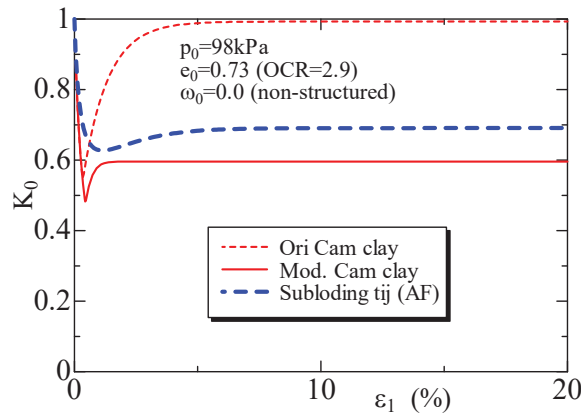 1
0.8
0.6
0.4
0.2
0
K₀
p₀=98kPa
e₀=0.73 (OCR=2.9)
ω₀=0.0 (non-structured)
Ori Cam clay
Mod. Cam clay
Subloding tij (AF)
0 10 20
ε₁ (%)